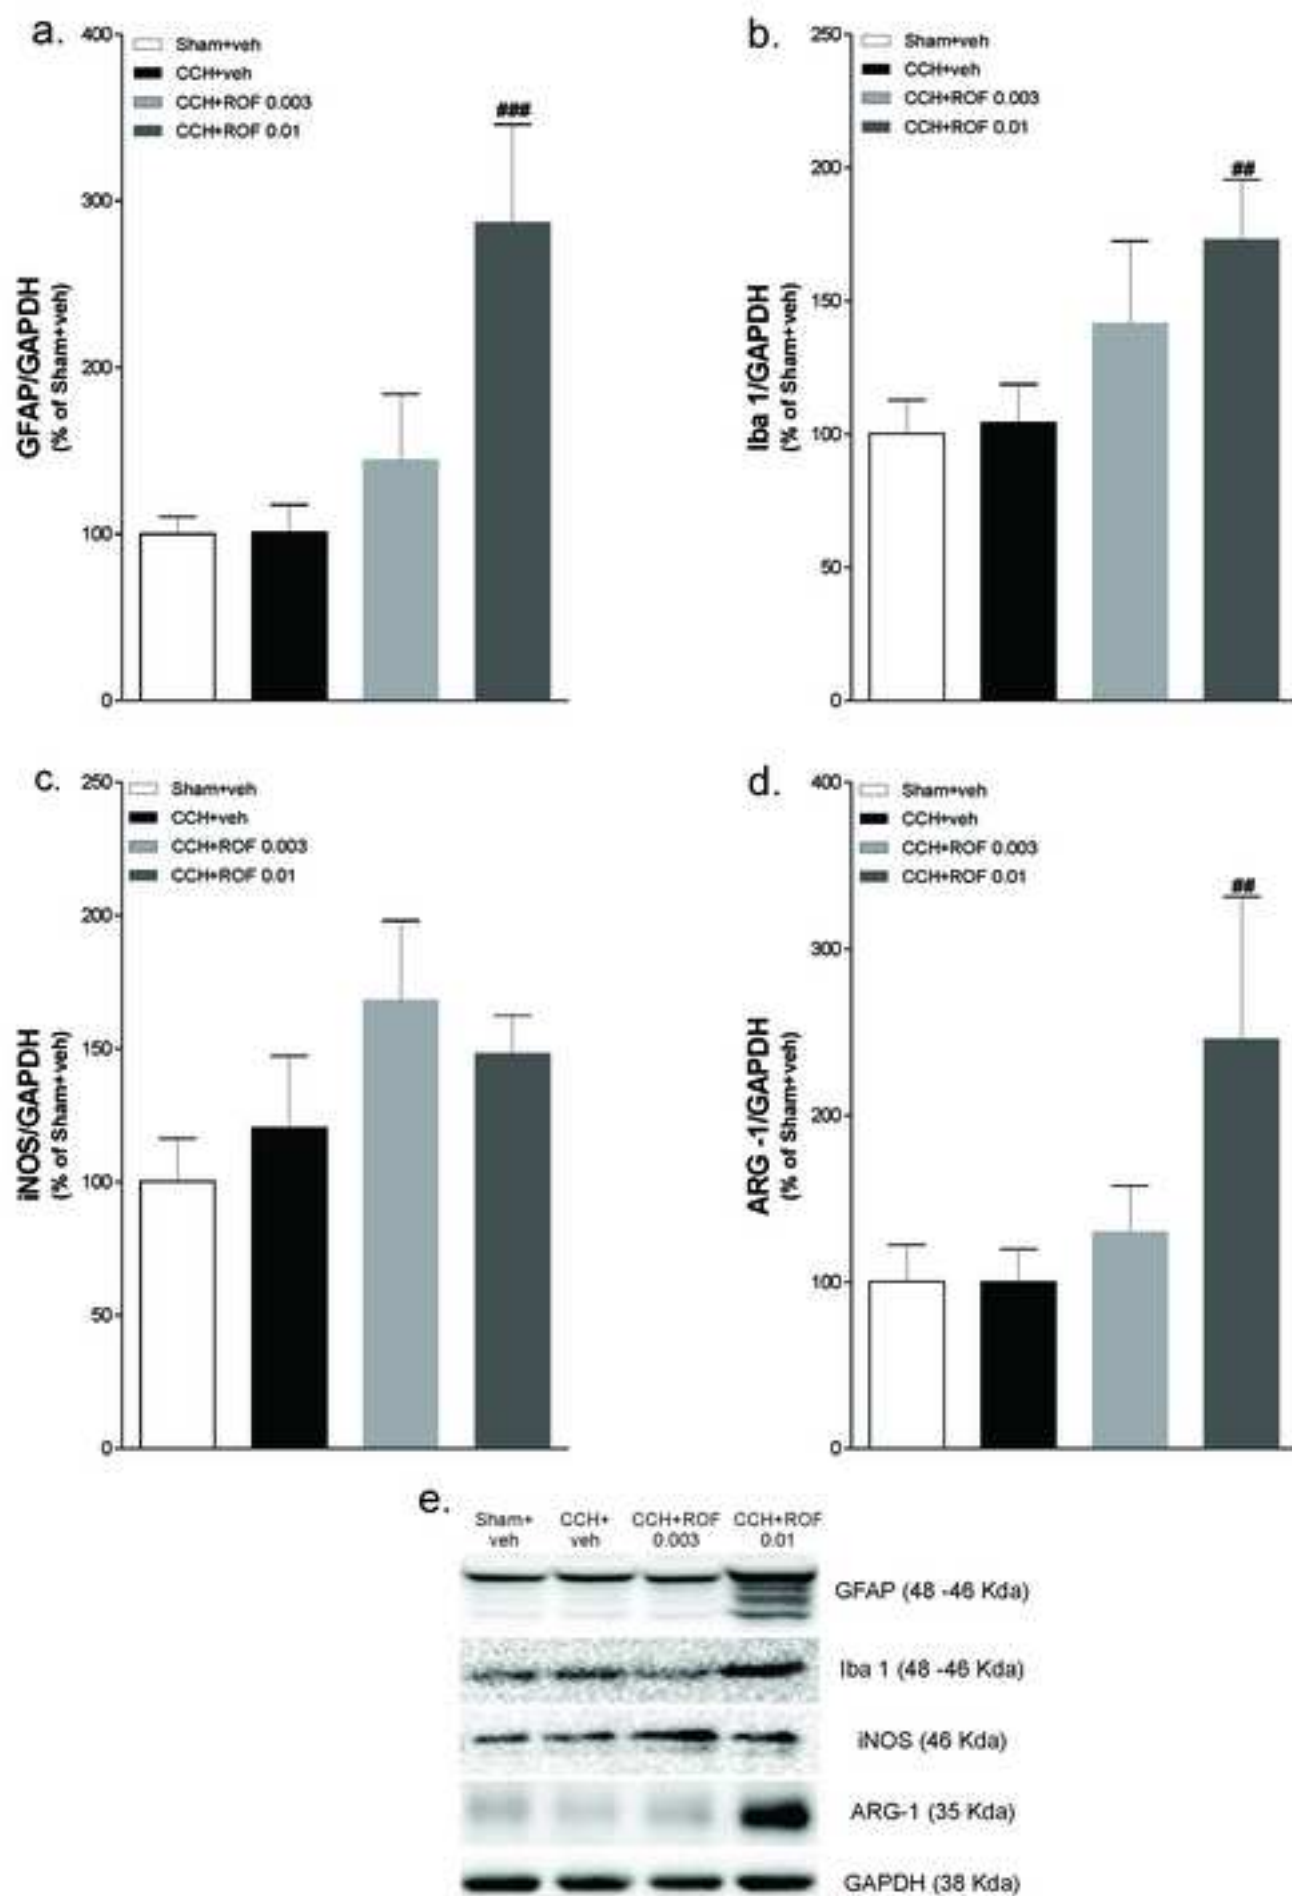 a.
400
300
200
100
0
GFAP/GAPDH
(% of Sham+veh)
Sham+veh
CCH+veh
CCH+ROF 0.003
CCH+ROF 0.01
###
b.
250
200
150
100
50
0
Iba 1/GAPDH
(% of Sham+veh)
Sham+veh
CCH+veh
CCH+ROF 0.003
CCH+ROF 0.01
##
c.
250
200
150
100
50
0
iNOS/GAPDH
(% of Sham+veh)
Sham+veh
CCH+veh
CCH+ROF 0.003
CCH+ROF 0.01
d.
400
300
200
100
0
ARG -1/GAPDH
(% of Sham+veh)
Sham+veh
CCH+veh
CCH+ROF 0.003
CCH+ROF 0.01
##
e.
Sham+ CCH+ CCH+ROF CCH+ROF
veh veh 0.003 0.01
GFAP (48 -46 Kda)
Iba 1 (48 -46 Kda)
iNOS (46 Kda)
ARG-1 (35 Kda)
GAPDH (38 Kda)